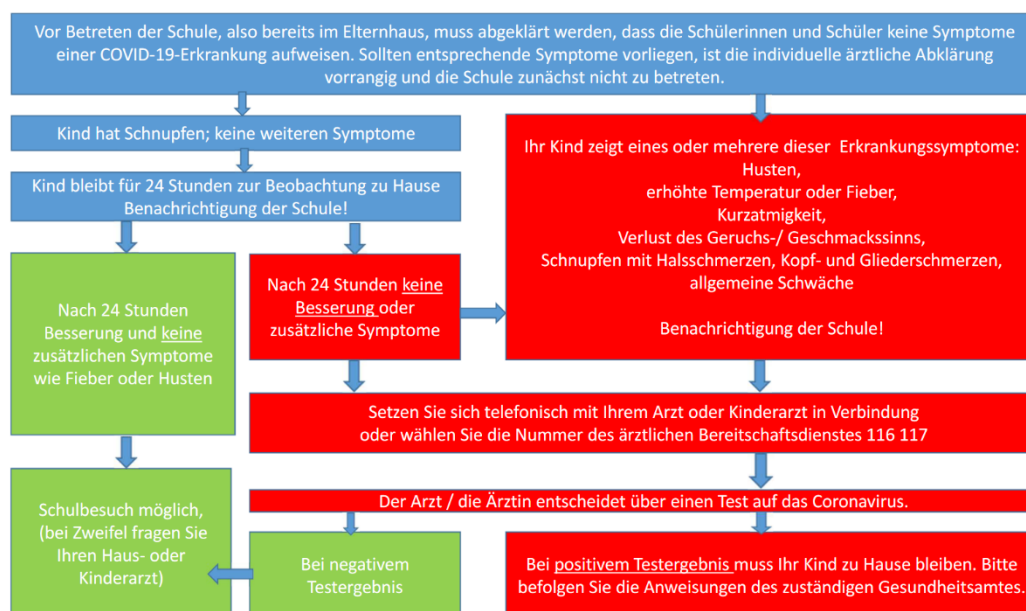 Vor Betreten der Schule, also bereits im Elternhaus, muss abgeklärt werden, dass die Schülerinnen und Schüler keine Symptome
einer COVID-19-Erkrankung aufweisen. Sollten entsprechende Symptome vorliegen, ist die individuelle ärztliche Abklärung
vorrangig und die Schule zunächst nicht zu betreten.
Kind hat Schnupfen; keine weiteren Symptome
Kind bleibt für 24 Stunden zur Beobachtung zu Hause
Benachrichtigung der Schule!
Ihr Kind zeigt eines oder mehrere dieser Erkrankungssymptome:
Husten,
erhöhte Temperatur oder Fieber,
Kurzatmigkeit,
Verlust des Geruchs-/ Geschmackssinns,
Schnupfen mit Halsschmerzen, Kopf- und Gliederschmerzen,
allgemeine Schwäche
Benachrichtigung der Schule!
Nach 24 Stunden
Besserung und keine
zusätzlichen Symptome
wie Fieber oder Husten
Nach 24 Stunden keine
Besserung oder
zusätzliche Symptome
Setzen Sie sich telefonisch mit Ihrem Arzt oder Kinderarzt in Verbindung
oder wählen Sie die Nummer des ärztlichen Bereitschaftsdienstes 116 117
Der Arzt / die Ärztin entscheidet über einen Test auf das Coronavirus.
Schulbesuch möglich,
(bei Zweifel fragen Sie
Ihren Haus- oder
Kinderarzt)
Bei negativem
Testergebnis
Bei positivem Testergebnis muss Ihr Kind zu Hause bleiben. Bitte
befolgen Sie die Anweisungen des zuständigen Gesundheitsamtes.